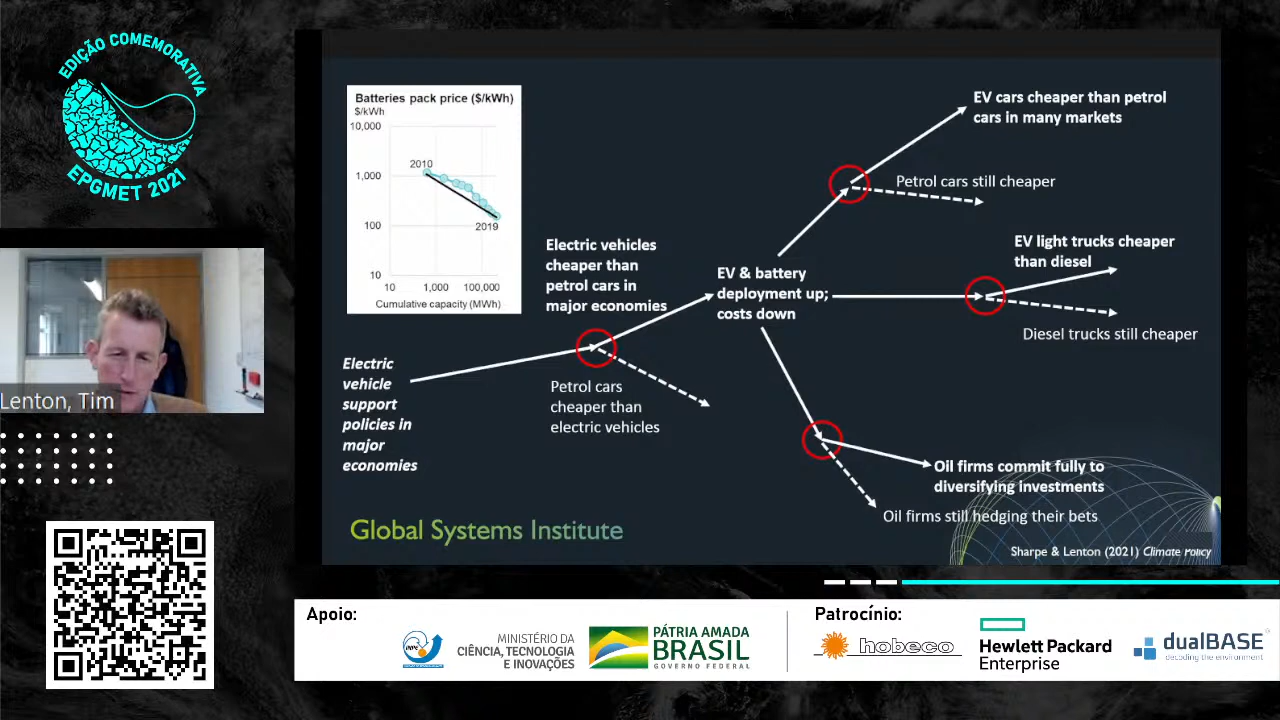 EDIÇÃO COMEMORATIVA
EPGMET 2021
Lenton, Tim
Batteries pack price ($/kWh)
$/kWh
10,000
1,000
100
10
2010
2019
10
1,000
100,000
Cumulative capacity (MWh)
Electric
vehicle
support
policies in
major
economies
Electric vehicles
cheaper than
petrol cars in
major economies
Petrol cars
cheaper than
electric vehicles
EV & battery
deployment up;
costs down
EV cars cheaper than petrol
cars in many markets
Petrol cars still cheaper
EV light trucks cheaper
than diesel
Diesel trucks still cheaper
Oil firms commit fully to
diversifying investments
Oil firms still hedging their bets
Global Systems Institute
Sharpe & Lenton (2021) Climate Policy
Apoio:
INPE
MINISTÉRIO DA
CIÊNCIA, TECNOLOGIA
E INOVAÇÕES
PÁTRIA AMADA
BRASIL
GOVERNO FEDERAL
Patrocínio:
hobeco
Hewlett Packard
Enterprise
dualBASE
decoding the environment